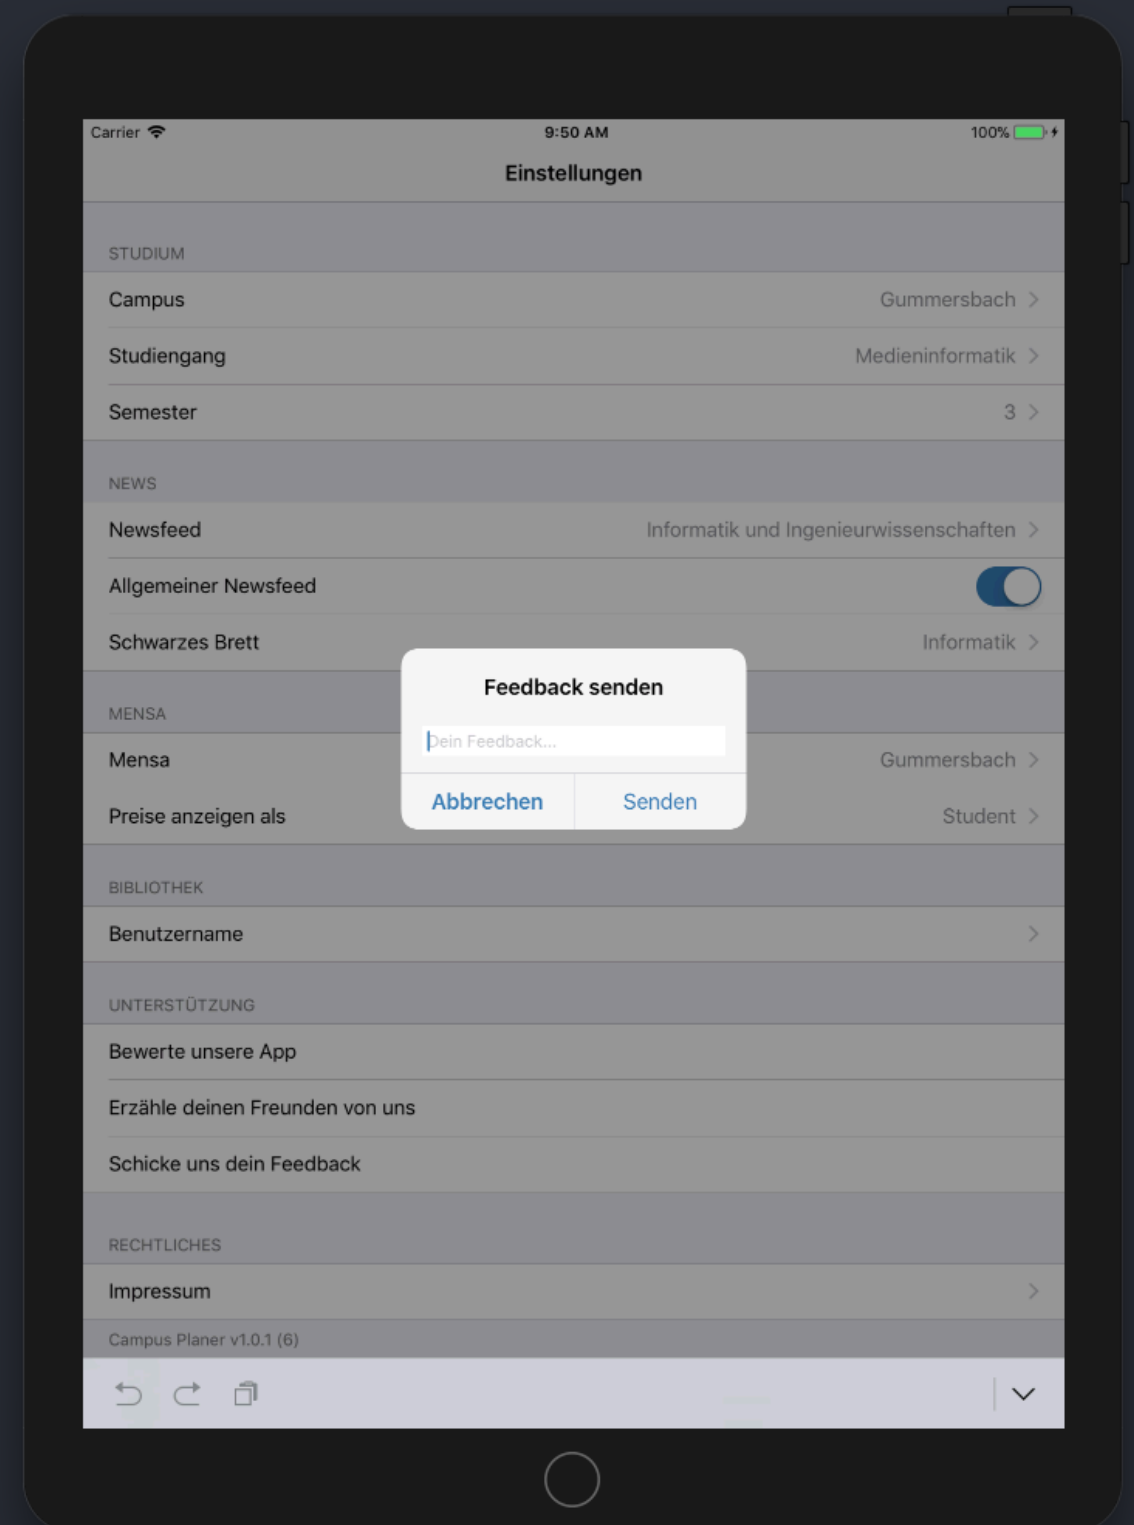 Carrier
9:50 AM
100%
Einstellungen
STUDIUM
Campus Gummersbach
Studiengang Medieninformatik
Semester 3
NEWS
Newsfeed Informatik und Ingenieurwissenschaften
Allgemeiner Newsfeed
Schwarzes Brett Informatik
Feedback senden
Dein Feedback...
Abbrechen Senden
MENSA
Mensa Gummersbach
Preise anzeigen als Student
BIBLIOTHEK
Benutzername
UNTERSTÜTZUNG
Bewerte unsere App
Erzähle deinen Freunden von uns
Schicke uns dein Feedback
RECHTLICHES
Impressum
Campus Planer v1.0.1 (6)